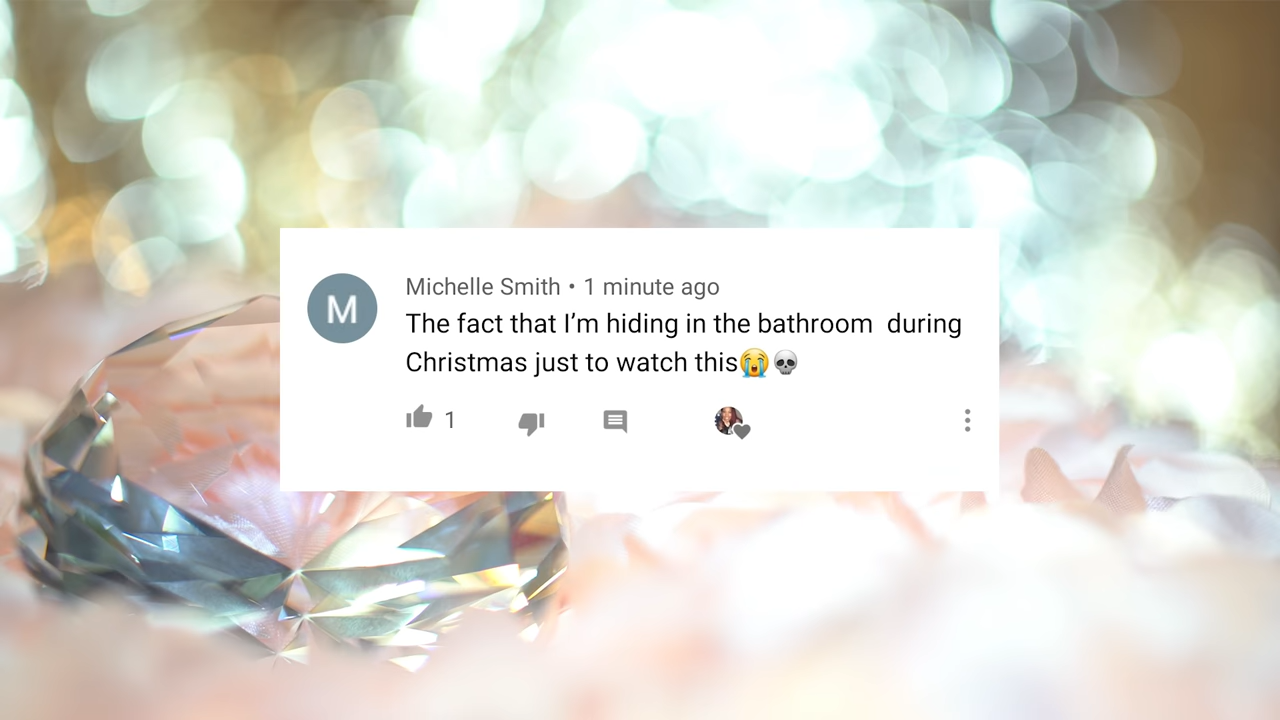 M
Michelle Smith • 1 minute ago
The fact that I’m hiding in the bathroom  during
Christmas just to watch this😭💀
1